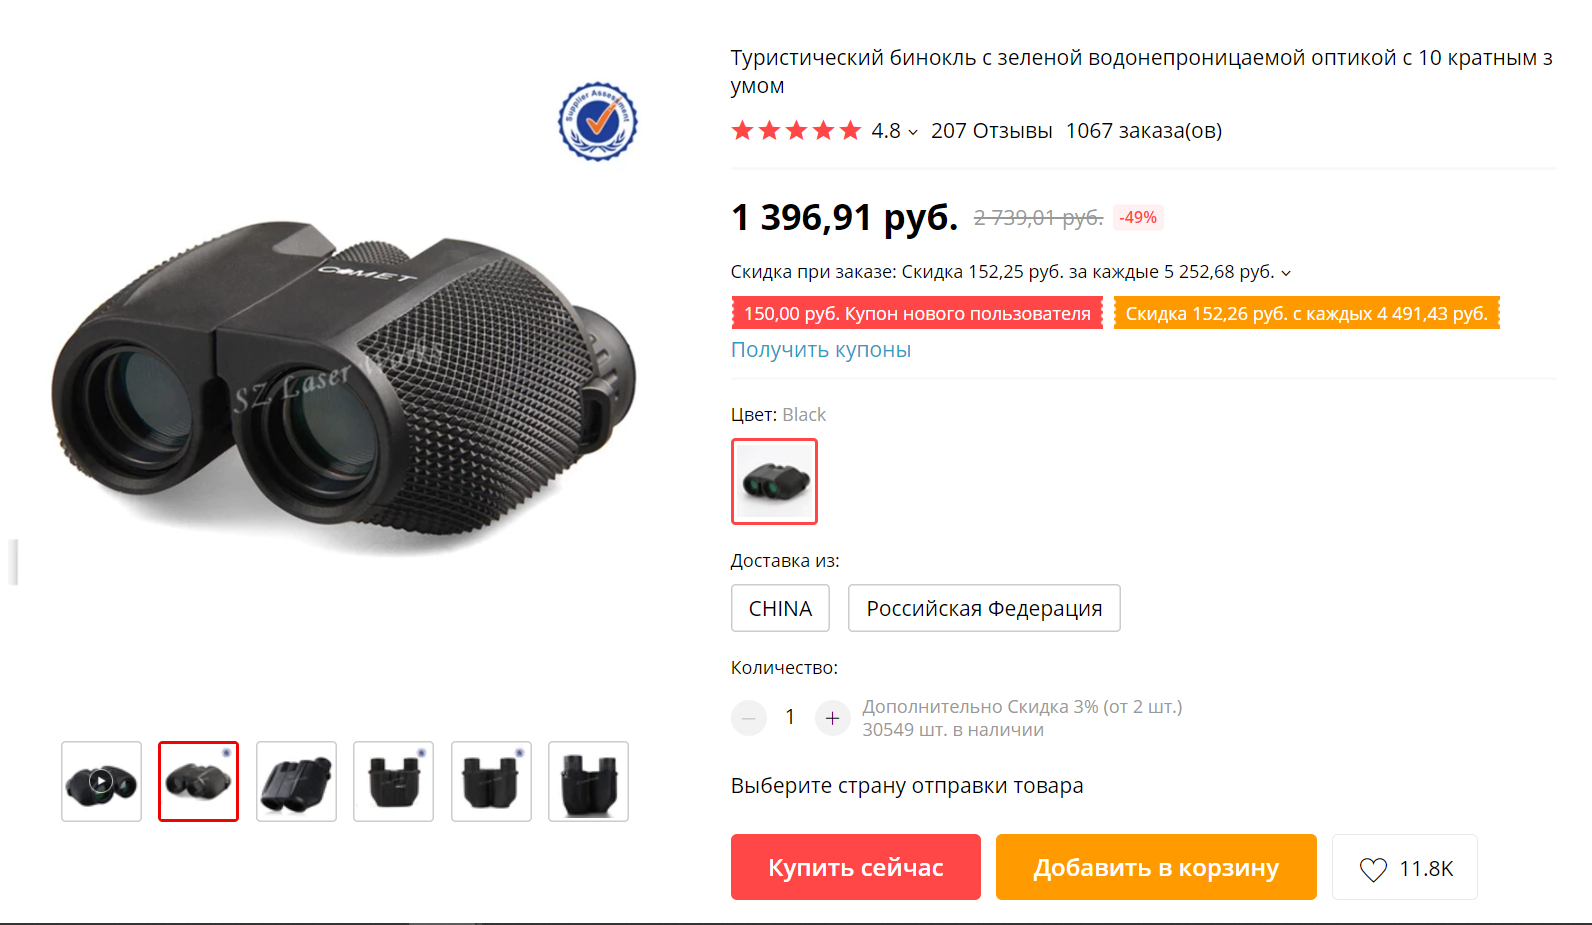 Supplier Assessment
COMET
SZ Laser Works
Туристический бинокль с зеленой водонепроницаемой оптикой с 10 кратным з
умом
4.8 207 Отзывы 1067 заказа(ов)
1 396,91 руб. 2 739,01 руб. -49%
Скидка при заказе: Скидка 152,25 руб. за каждые 5 252,68 руб.
150,00 руб. Купон нового пользователя Скидка 152,26 руб. с каждых 4 491,43 руб.
Получить купоны
Цвет: Black
Доставка из:
CHINA Российская Федерация
Количество:
1 + Дополнительно Скидка 3% (от 2 шт.)
30549 шт. в наличии
Выберите страну отправки товара
Купить сейчас Добавить в корзину 11.8K